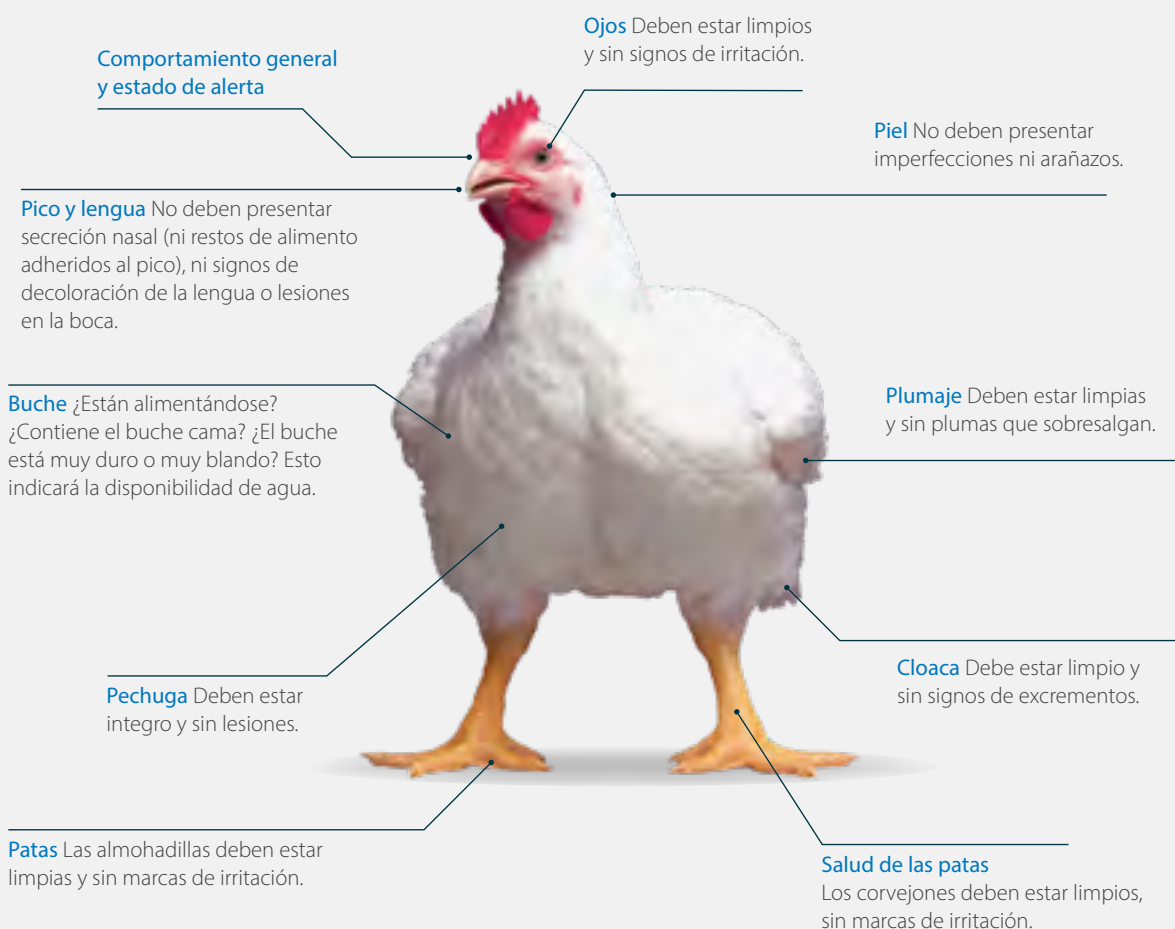 Ojos Deben estar limpios
y sin signos de irritación.
Comportamiento general
y estado de alerta
Piel No deben presentar
imperfecciones ni arañazos.
Pico y lengua No deben presentar
secreción nasal (ni restos de alimento
adheridos al pico), ni signos de
decoloración de la lengua o lesiones
en la boca.
Buche ¿Están alimentándose?
¿Contiene el buche cama? ¿El buche
está muy duro o muy blando? Esto
indicará la disponibilidad de agua.
Plumaje Deben estar limpias
y sin plumas que sobresalgan.
Cloaca Debe estar limpio y
sin signos de excrementos.
Pechuga Deben estar
integro y sin lesiones.
Patas Las almohadillas deben estar
limpias y sin marcas de irritación.
Salud de las patas
Los corvejones deben estar limpios,
sin marcas de irritación.